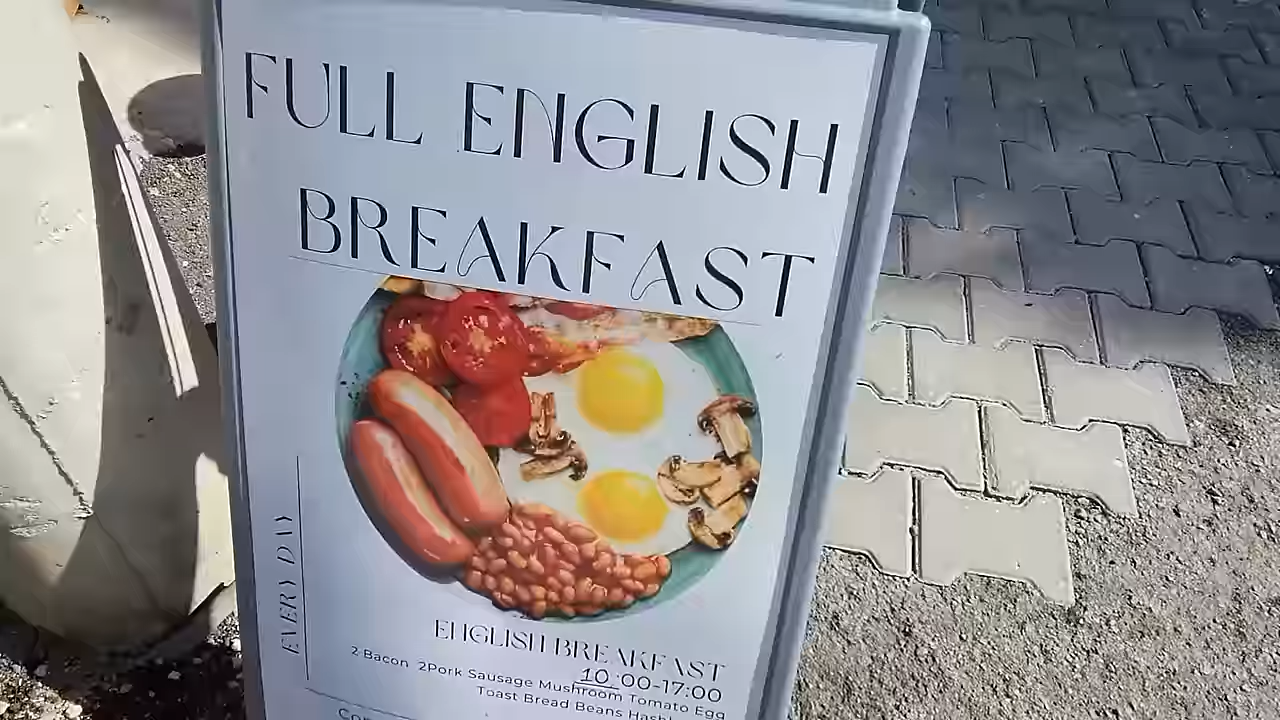 FULL ENGLISH
BREAKFAST
EVERY DAY
ENGLISH BREAKFAST
10:00-17:00
2 Bacon 2Pork Sausage Mushroom Tomato Egg
Toast Bread Beans